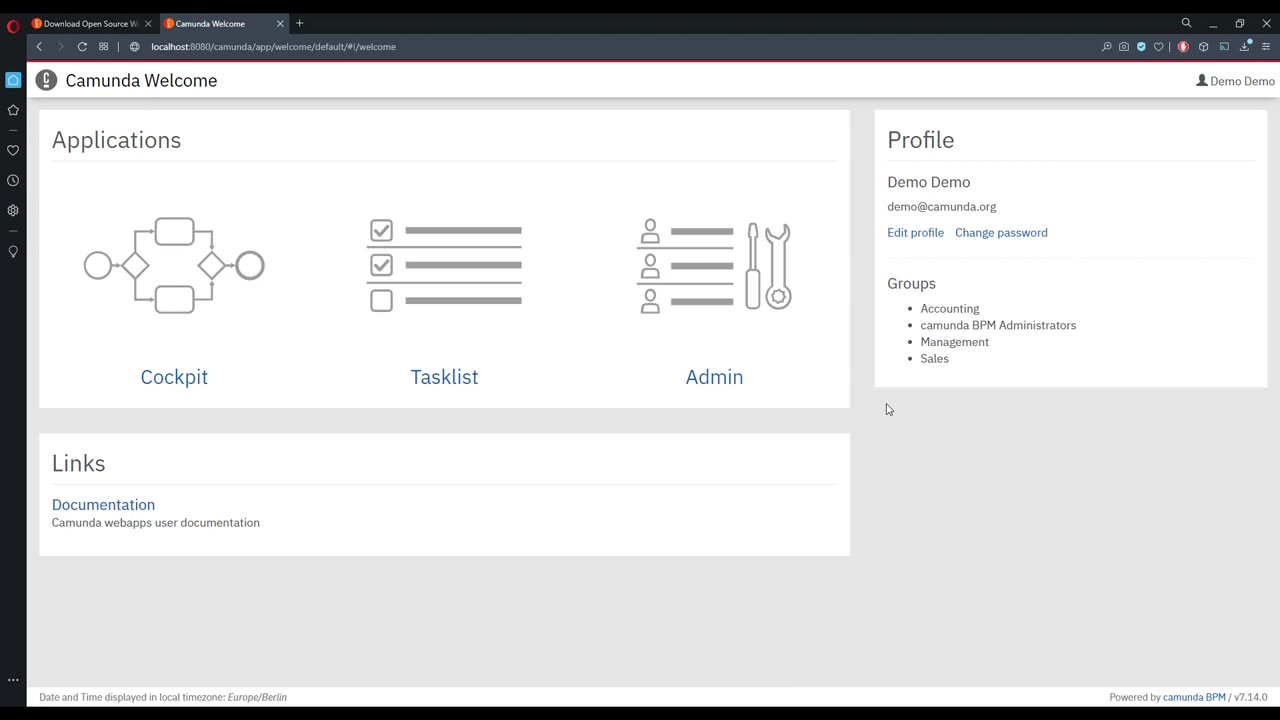 Download Open Source W
Camunda Welcome
localhost:8080/camunda/app/welcome/default/#!/welcome
Camunda Welcome
Demo Demo
Applications
Cockpit
Tasklist
Admin
Profile
Demo Demo
demo@camunda.org
Edit profile Change password
Groups
Accounting
camunda BPM Administrators
Management
Sales
Links
Documentation
Camunda webapps user documentation
Date and Time displayed in local timezone: Europe/Berlin
Powered by camunda BPM / v7.14.0